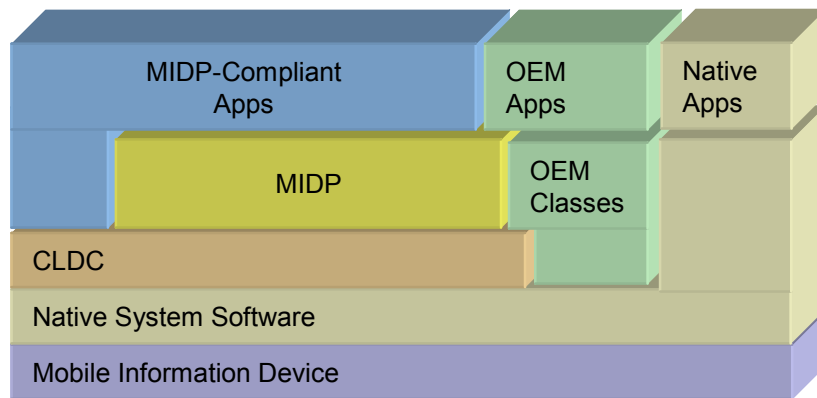 MIDP-Compliant
Apps
OEM
Apps
Native
Apps
MIDP
OEM
Classes
CLDC
Native System Software
Mobile Information Device